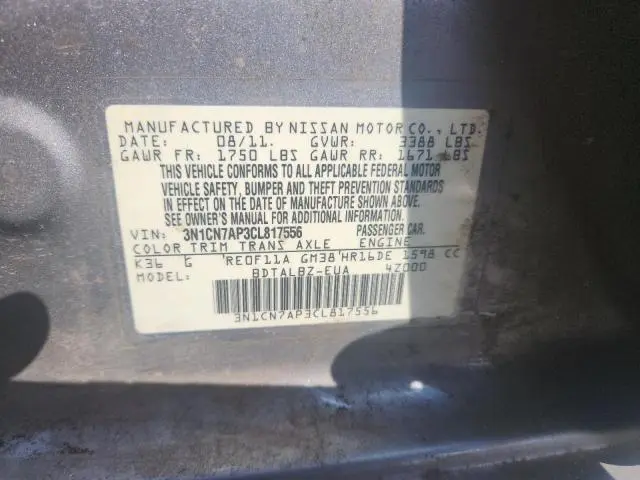 MANUFACTURED BY NISSAN MOTOR CO., LTD.
DATE: 08/11. GVWR: 3388 LBS
GAWR FR: 1750 LBS GAWR RR: 1671 LBS
THIS VEHICLE CONFORMS TO ALL APPLICABLE FEDERAL MOTOR
VEHICLE SAFETY, BUMPER AND THEFT PREVENTION STANDARDS
IN EFFECT ON THE DATE OF MANUFACTURE SHOWN ABOVE.
SEE OWNER'S MANUAL FOR ADDITIONAL INFORMATION.
VIN: 3N1CN7AP3CL817556 PASSENGER CAR.
COLOR TRIM TRANS AXLE ENGINE
K36 G RE0F11A GM38 HR16DE 1598 CC
MODEL: BDTALBZ-EUA 4Z000
3N1CN7AP3CL817556